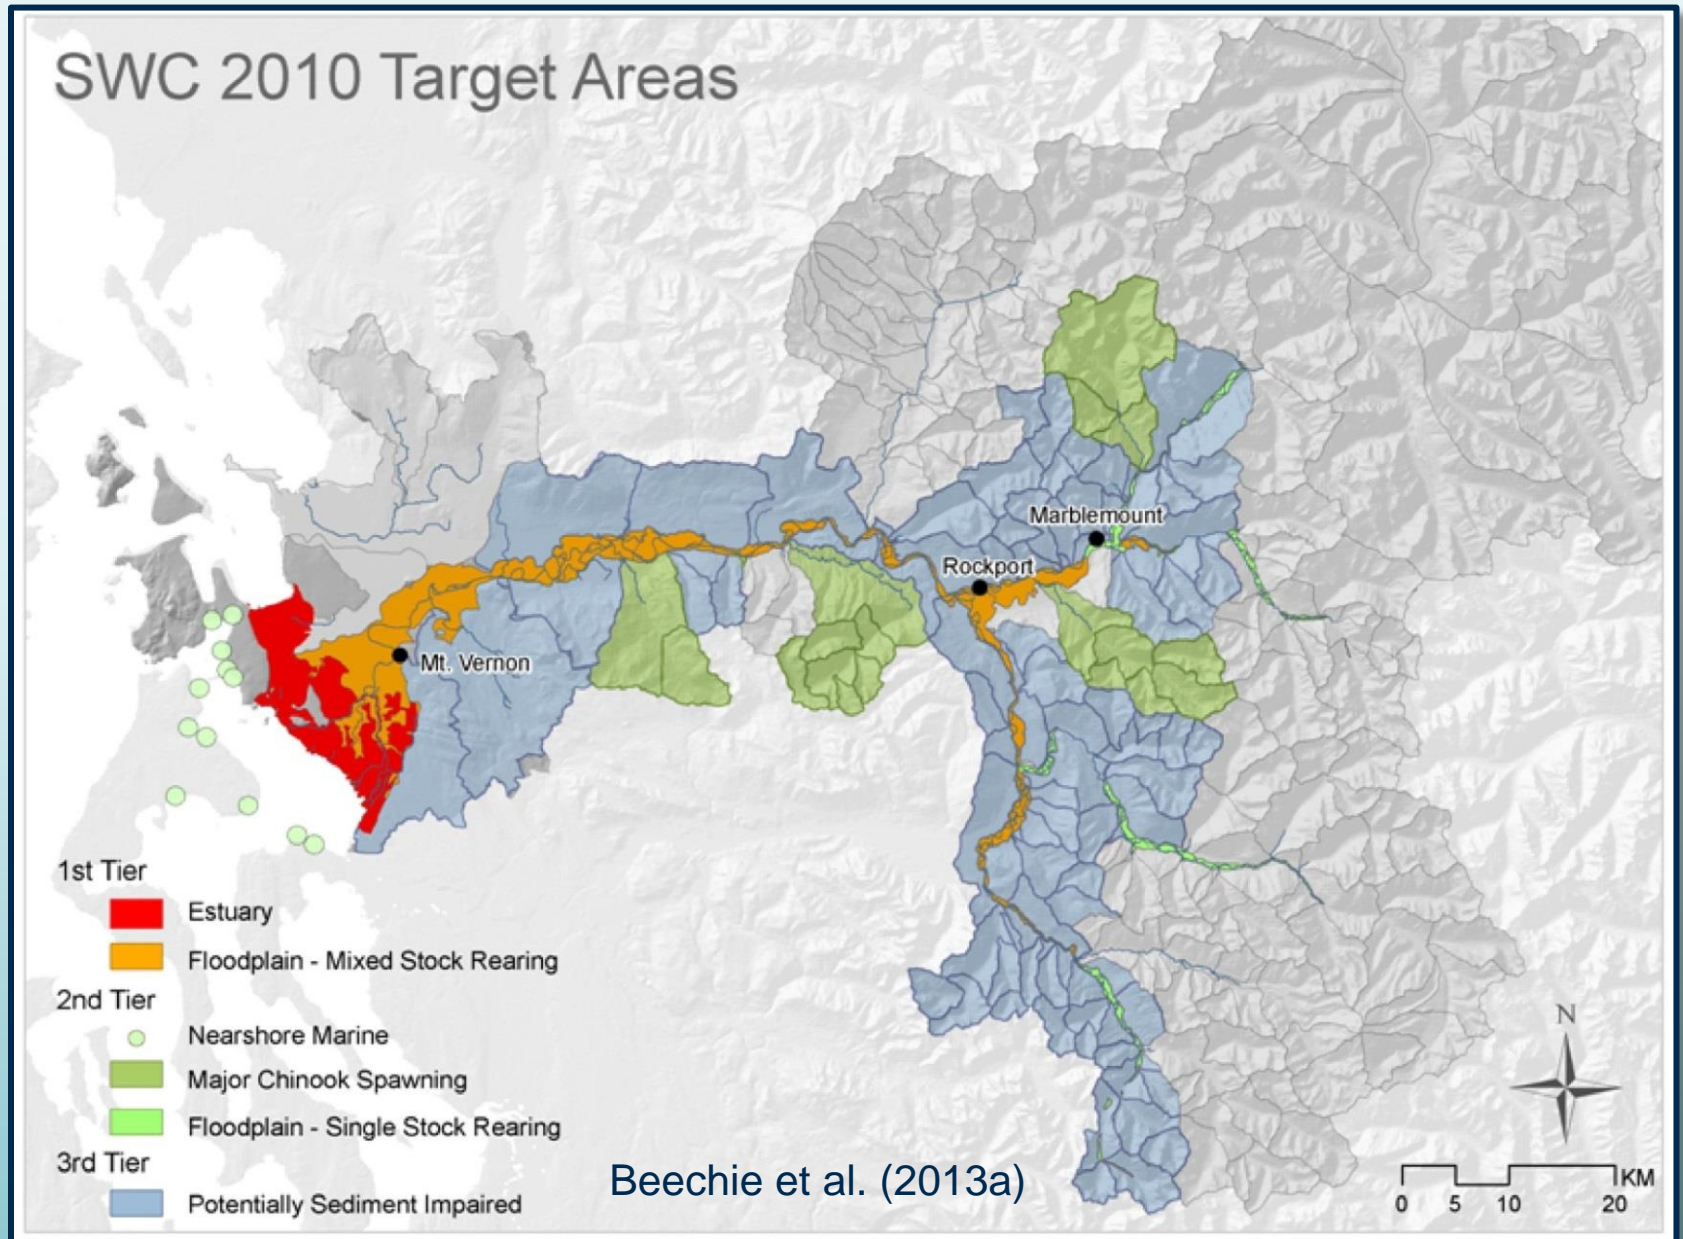 SWC 2010 Target Areas
Marblemount
Rockport
Mt. Vernon
1st Tier
Estuary
Floodplain - Mixed Stock Rearing
2nd Tier
Nearshore Marine
Major Chinook Spawning
Floodplain - Single Stock Rearing
3rd Tier
Potentially Sediment Impaired
Beechie et al. (2013a)
N
KM
0 5 10 20